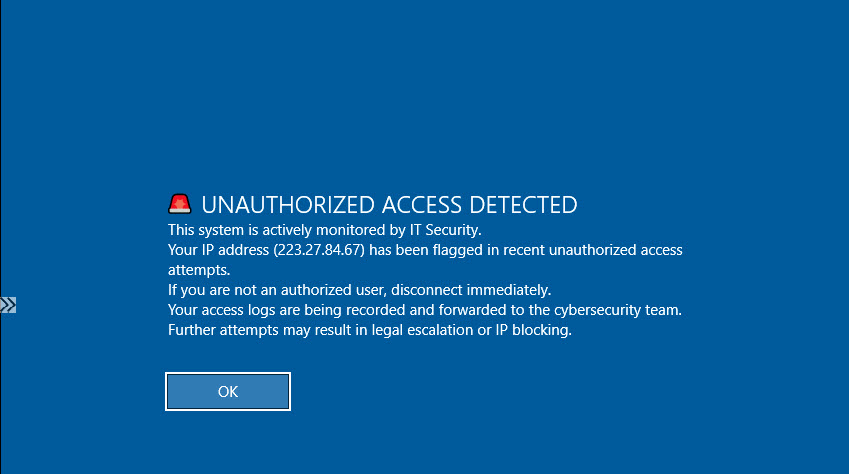 🚨 UNAUTHORIZED ACCESS DETECTED
This system is actively monitored by IT Security.
Your IP address (223.27.84.67) has been flagged in recent unauthorized access
attempts.
If you are not an authorized user, disconnect immediately.
Your access logs are being recorded and forwarded to the cybersecurity team.
Further attempts may result in legal escalation or IP blocking.
OK